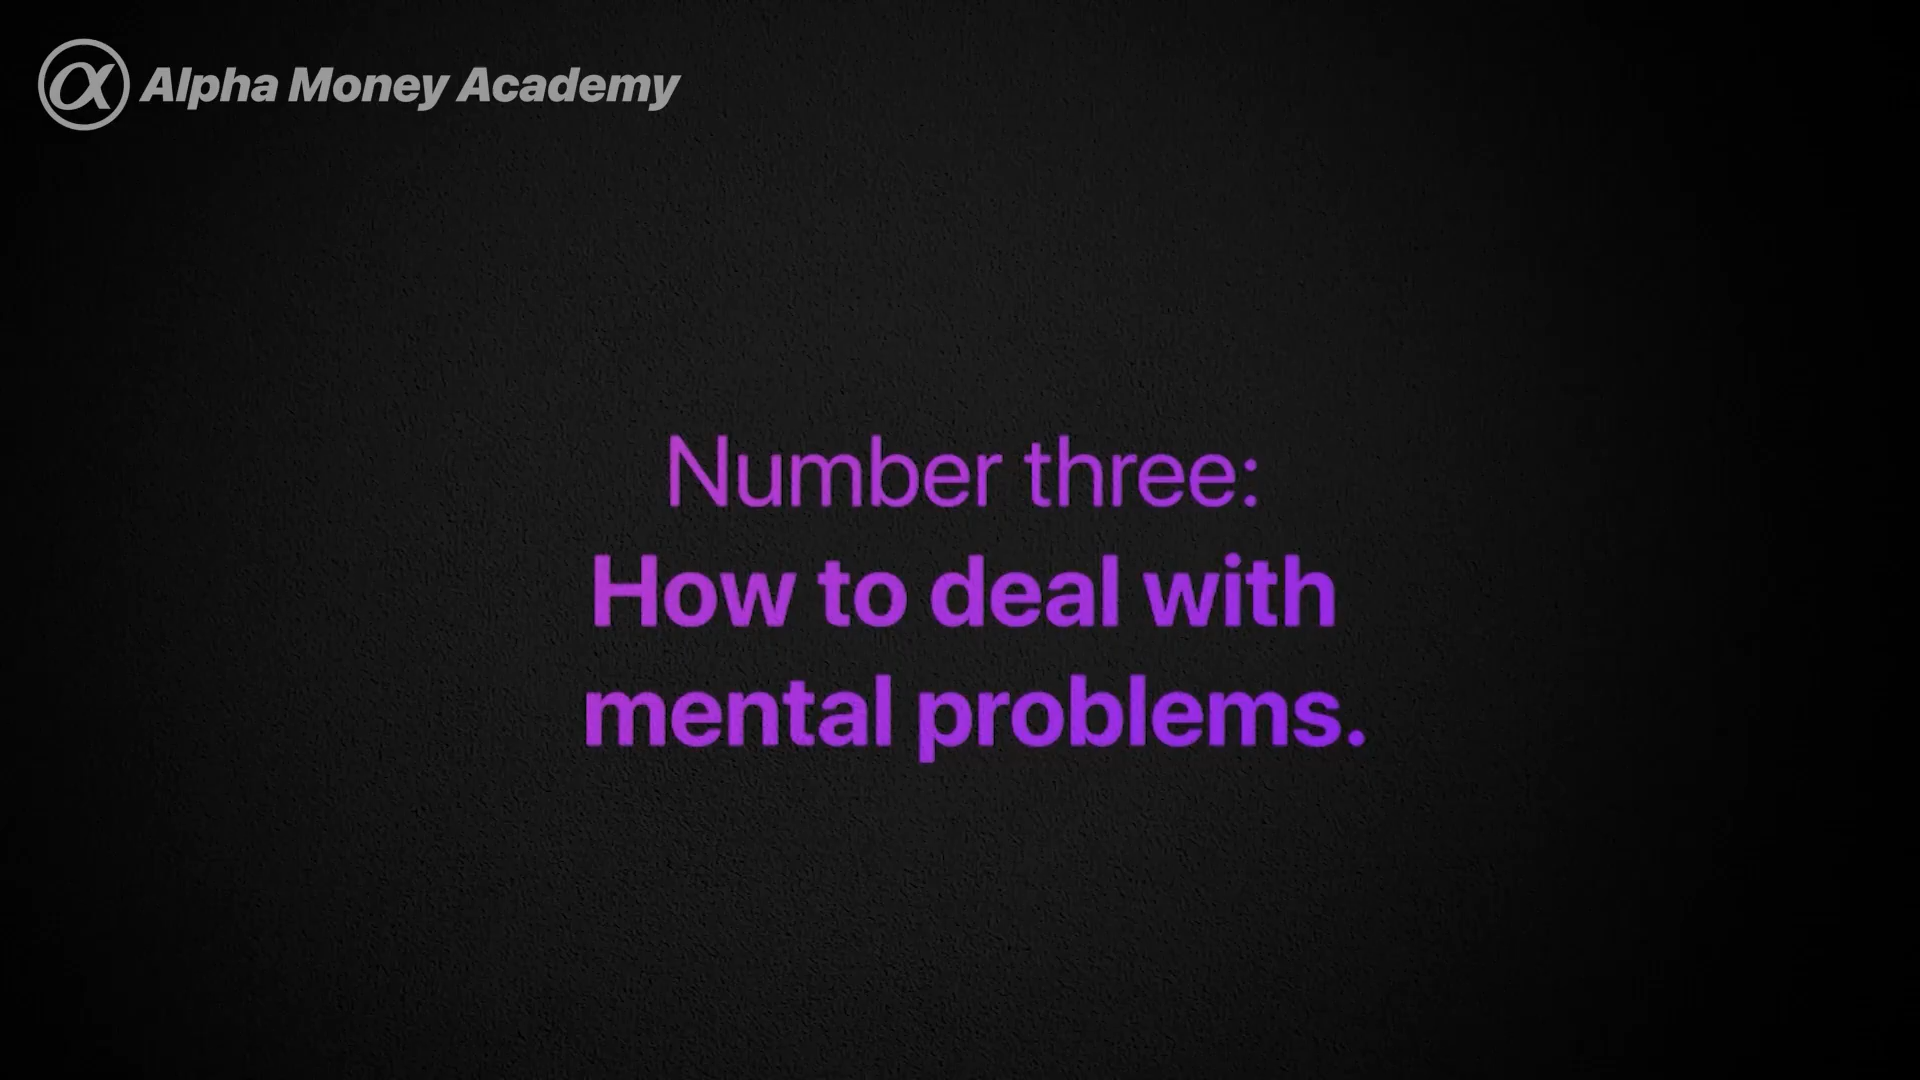 Alpha Money Academy
Number three:
How to deal with
mental problems.